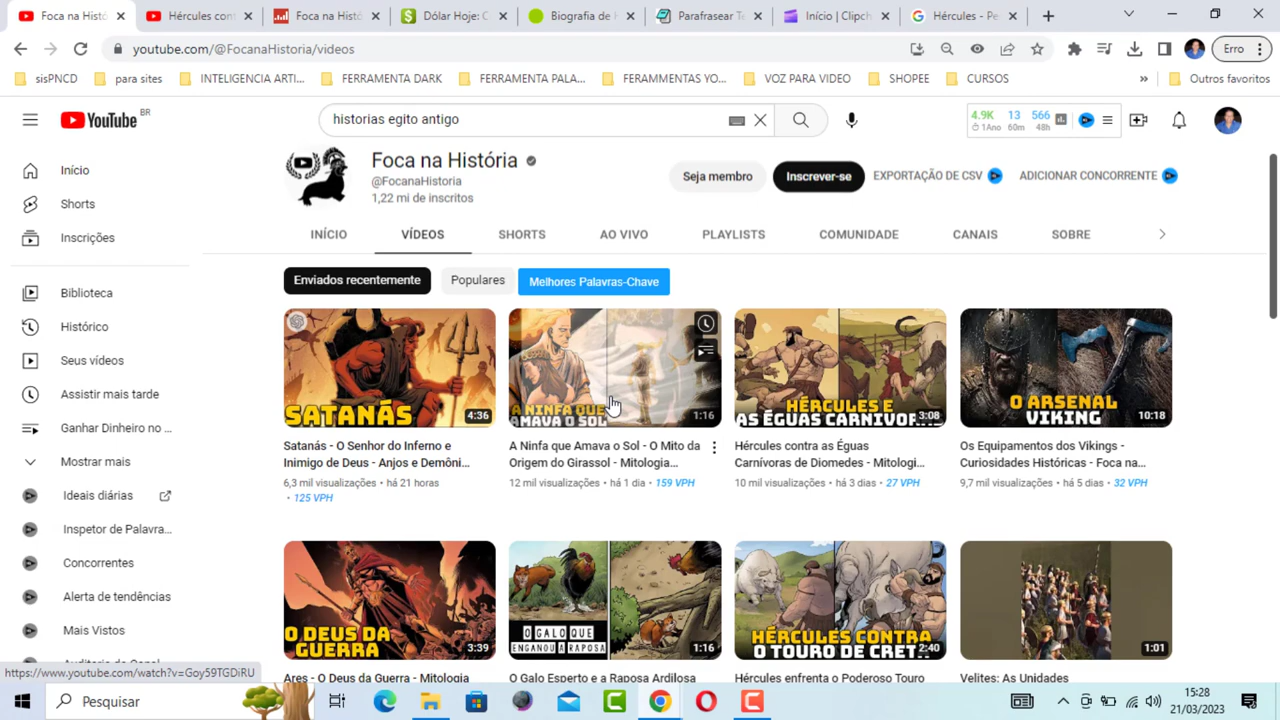 Foca na Histó
Hércules cont
Foca na Histó
Dólar Hoje: C
Biografia de H
Parafrasear Te
Início | Clipch
Hércules - Pe
youtube.com/@FocanaHistoria/videos
Erro
sisPNCD
para sites
INTELIGENCIA ARTI...
FERRAMENTA DARK
FERRAMENTA PALA...
FERAMMENTAS YO...
VOZ PARA VIDEO
SHOPEE
CURSOS
»
Outros favoritos
YouTube BR
historias egito antigo
4.9K 13 566
1Ano 60m 48h
Início
Shorts
Inscrições
Biblioteca
Histórico
Seus vídeos
Assistir mais tarde
Ganhar Dinheiro no ...
Mostrar mais
Ideais diárias
Inspetor de Palavra...
Concorrentes
Alerta de tendências
Mais Vistos
Auditoria do Canal
Foca na História
@FocanaHistoria
1,22 mi de inscritos
Seja membro
Inscrever-se
EXPORTAÇÃO DE CSV
ADICIONAR CONCORRENTE
INÍCIO
VÍDEOS
SHORTS
AO VIVO
PLAYLISTS
COMUNIDADE
CANAIS
SOBRE
Enviados recentemente
Populares
Melhores Palavras-Chave
SATANÁS
4:36
Satanás - O Senhor do Inferno e
Inimigo de Deus - Anjos e Demôni...
6,3 mil visualizações • há 21 horas
• 125 VPH
A NINFA QUE
AMAVA O SOL
1:16
A Ninfa que Amava o Sol - O Mito da
Origem do Girassol - Mitologia...
12 mil visualizações • há 1 dia • 159 VPH
HÉRCULES E
AS ÉGUAS CARNIVOR
3:08
Hércules contra as Éguas
Carnívoras de Diomedes - Mitologi...
10 mil visualizações • há 3 dias • 27 VPH
O ARSENAL
VIKING
10:18
Os Equipamentos dos Vikings -
Curiosidades Históricas - Foca na...
9,7 mil visualizações • há 5 dias • 32 VPH
O DEUS DA
GUERRA
3:39
Ares - O Deus da Guerra - Mitologia
O GALO QUE
ENGANOU A RAPOSA
1:16
O Galo Esperto e a Raposa Ardilosa
HÉRCULES CONTRA
O TOURO DE CRET
2:40
Hércules enfrenta o Poderoso Touro
1:01
Velites: As Unidades
https://www.youtube.com/watch?v=Goy59TGDiRU
Pesquisar
15:28
21/03/2023